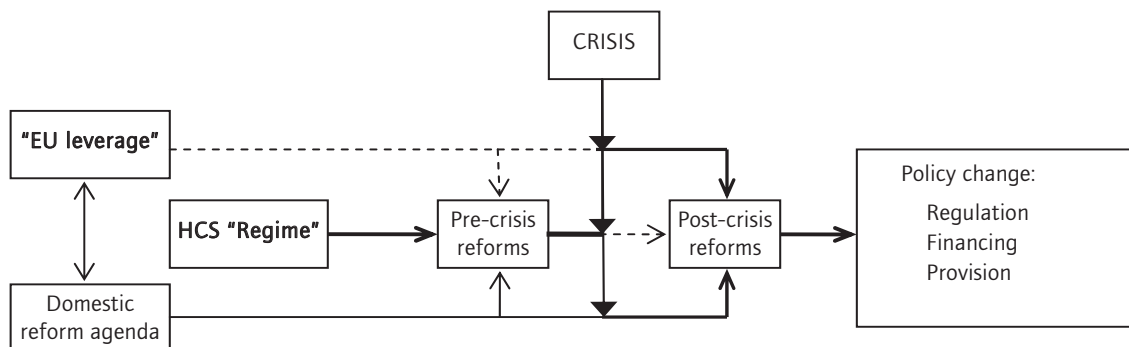 CRISIS
"EU leverage"
HCS "Regime"
Pre-crisis
reforms
Post-crisis
reforms
Domestic
reform agenda
Policy change:
Regulation
Financing
Provision